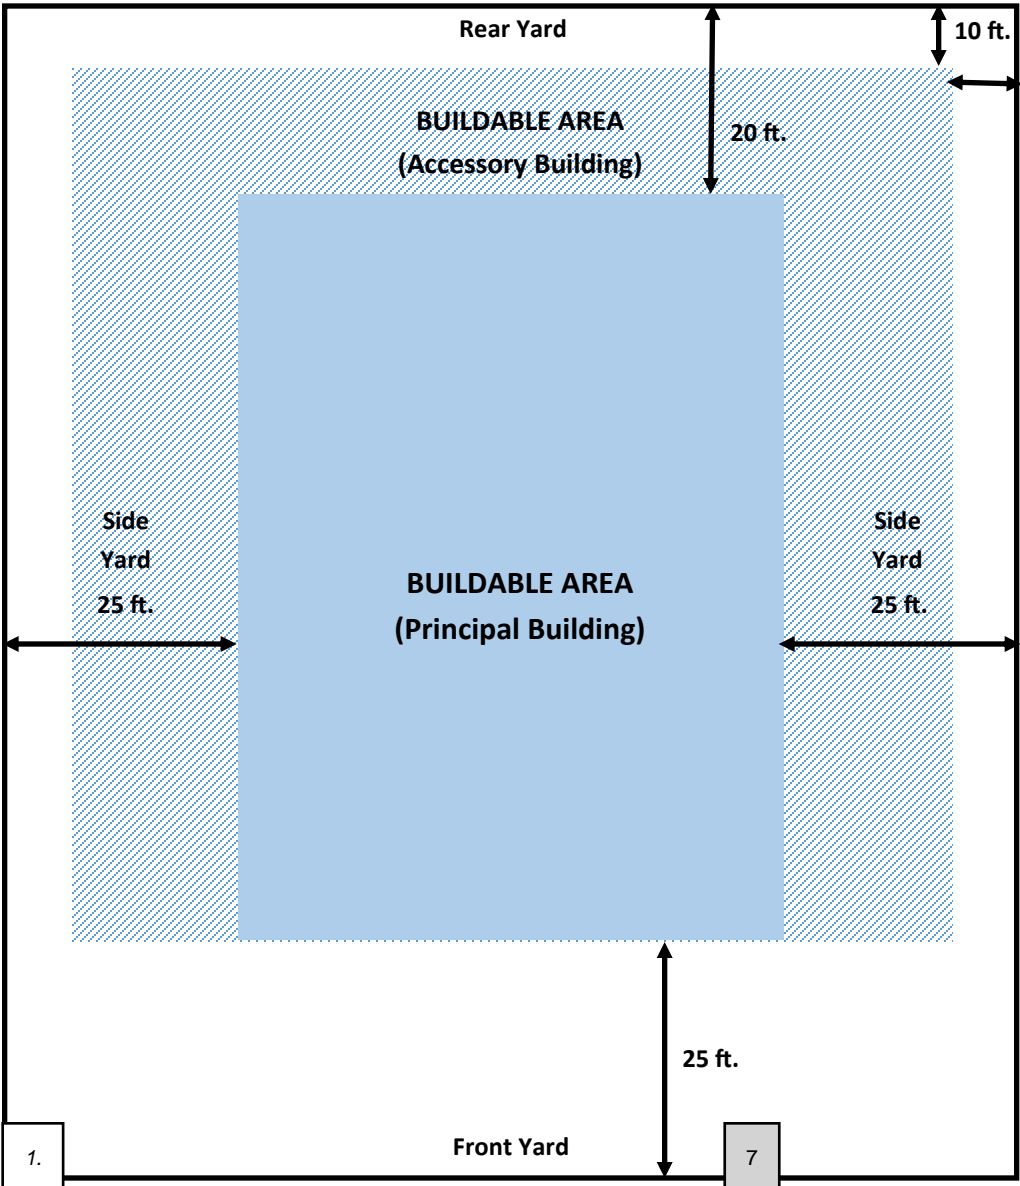 Rear Yard
10 ft.
BUILDABLE AREA
(Accessory Building)
20 ft.
Side
Yard
25 ft.
Side
Yard
25 ft.
BUILDABLE AREA
(Principal Building)
25 ft.
Front Yard
1.
7